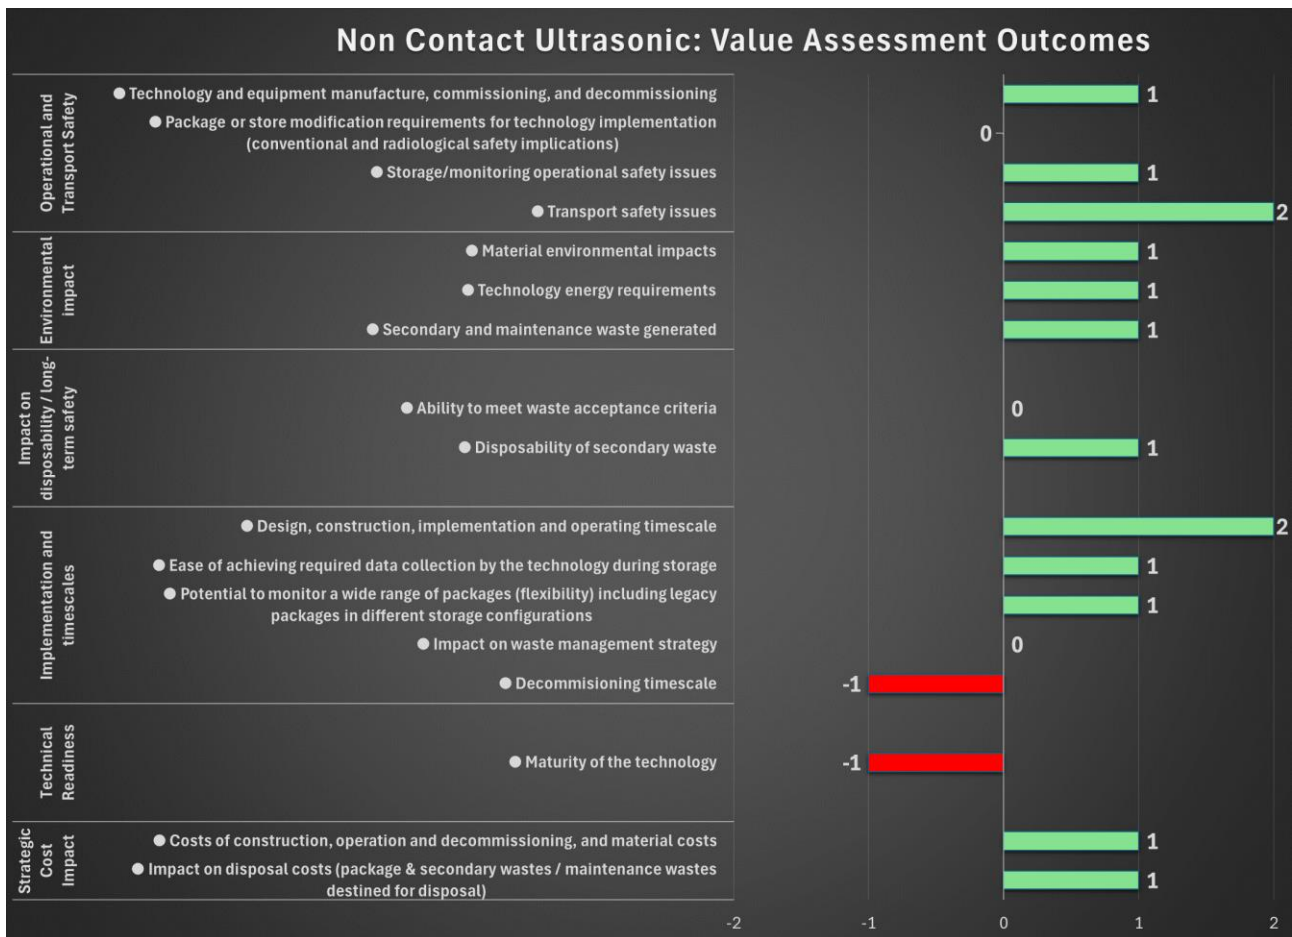 Non Contact Ultrasonic: Value Assessment Outcomes
Operational and
Transport Safety
● Technology and equipment manufacture, commissioning, and decommissioning
1
● Package or store modification requirements for technology implementation
(conventional and radiological safety implications)
0
● Storage/monitoring operational safety issues
1
● Transport safety issues
2
Environmental
impact
● Material environmental impacts
1
● Technology energy requirements
1
● Secondary and maintenance waste generated
1
Impact on
disposability / long-
term safety
● Ability to meet waste acceptance criteria
0
● Disposability of secondary waste
1
Implementation and
timescales
● Design, construction, implementation and operating timescale
2
● Ease of achieving required data collection by the technology during storage
1
● Potential to monitor a wide range of packages (flexibility) including legacy
packages in different storage configurations
1
● Impact on waste management strategy
0
● Decommisioning timescale
-1
Technical
Readiness
● Maturity of the technology
-1
Strategic
Cost
Impact
● Costs of construction, operation and decommissioning, and material costs
1
● Impact on disposal costs (package & secondary wastes / maintenance wastes
destined for disposal)
1
-2 -1 0 1 2